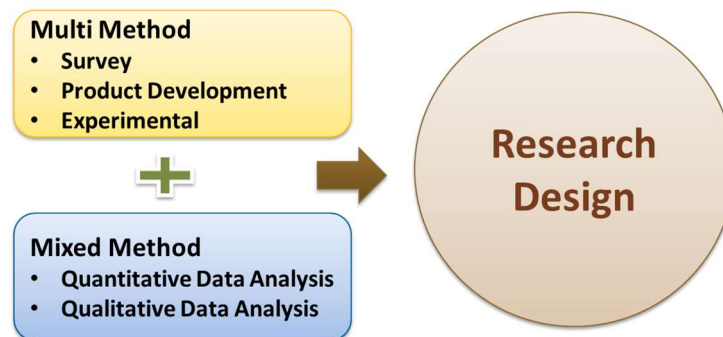 Multi Method
• Survey
• Product Development
• Experimental
Mixed Method
• Quantitative Data Analysis
• Qualitative Data Analysis
Research
Design